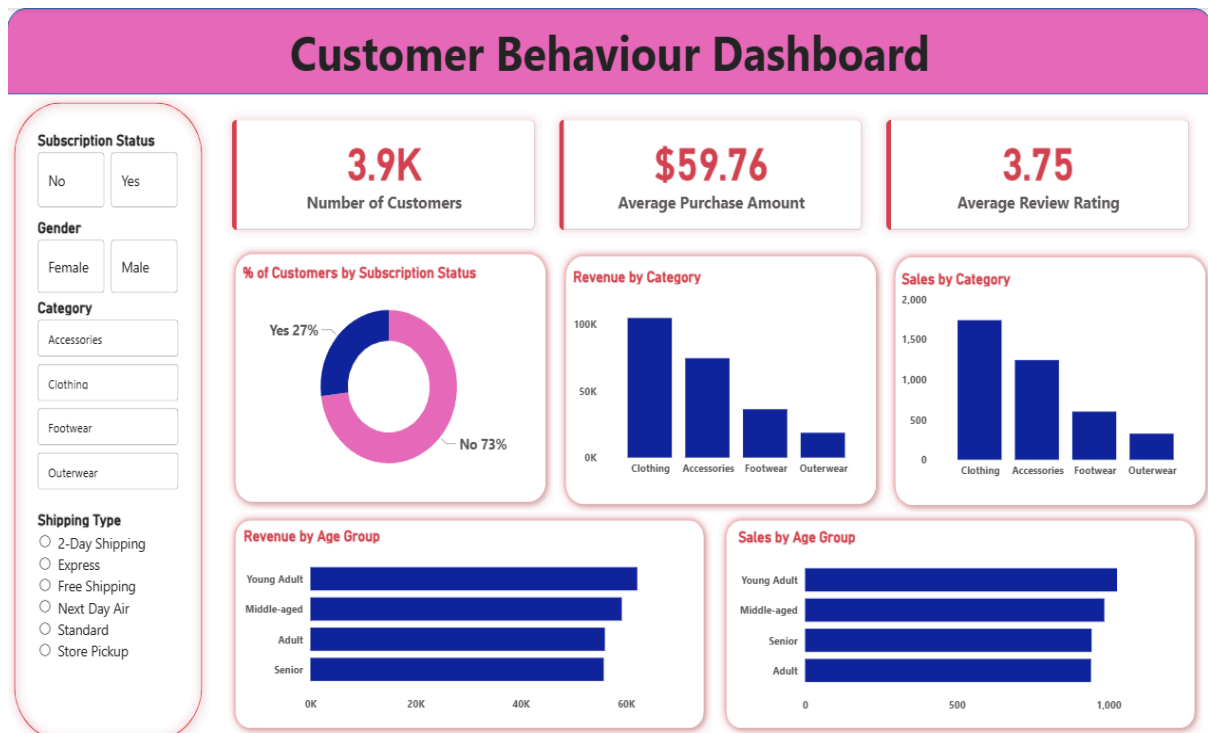 Customer Behaviour Dashboard
Subscription Status
No Yes
Gender
Female Male
Category
Accessories
Clothing
Footwear
Outerwear
Shipping Type
2-Day Shipping
Express
Free Shipping
Next Day Air
Standard
Store Pickup
3.9K
Number of Customers
$59.76
Average Purchase Amount
3.75
Average Review Rating
% of Customers by Subscription Status
Yes 27%
No 73%
Revenue by Category
100K
50K
0K
Clothing Accessories Footwear Outerwear
Sales by Category
2,000
1,500
1,000
500
0
Clothing Accessories Footwear Outerwear
Revenue by Age Group
Young Adult
Middle-aged
Adult
Senior
0K 20K 40K 60K
Sales by Age Group
Young Adult
Middle-aged
Senior
Adult
0 500 1,000